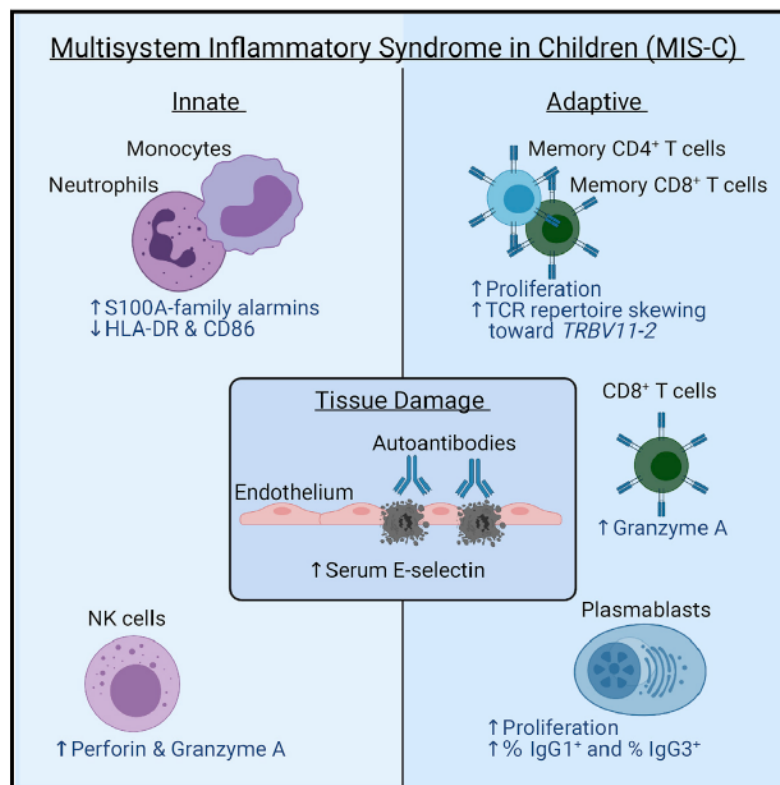 Multisystem Inflammatory Syndrome in Children (MIS-C)
Innate
Monocytes
Neutrophils
↑S100A-family alarmins
↓HLA-DR & CD86
Adaptive
Memory CD4⁺ T cells
Memory CD8⁺ T cells
↑Proliferation
↑TCR repertoire skewing
toward TRBV11-2
Tissue Damage
Autoantibodies
Endothelium
↑Serum E-selectin
CD8⁺ T cells
↑Granzyme A
NK cells
↑Perforin & Granzyme A
Plasmablasts
↑Proliferation
↑% IgG1⁺ and % IgG3⁺